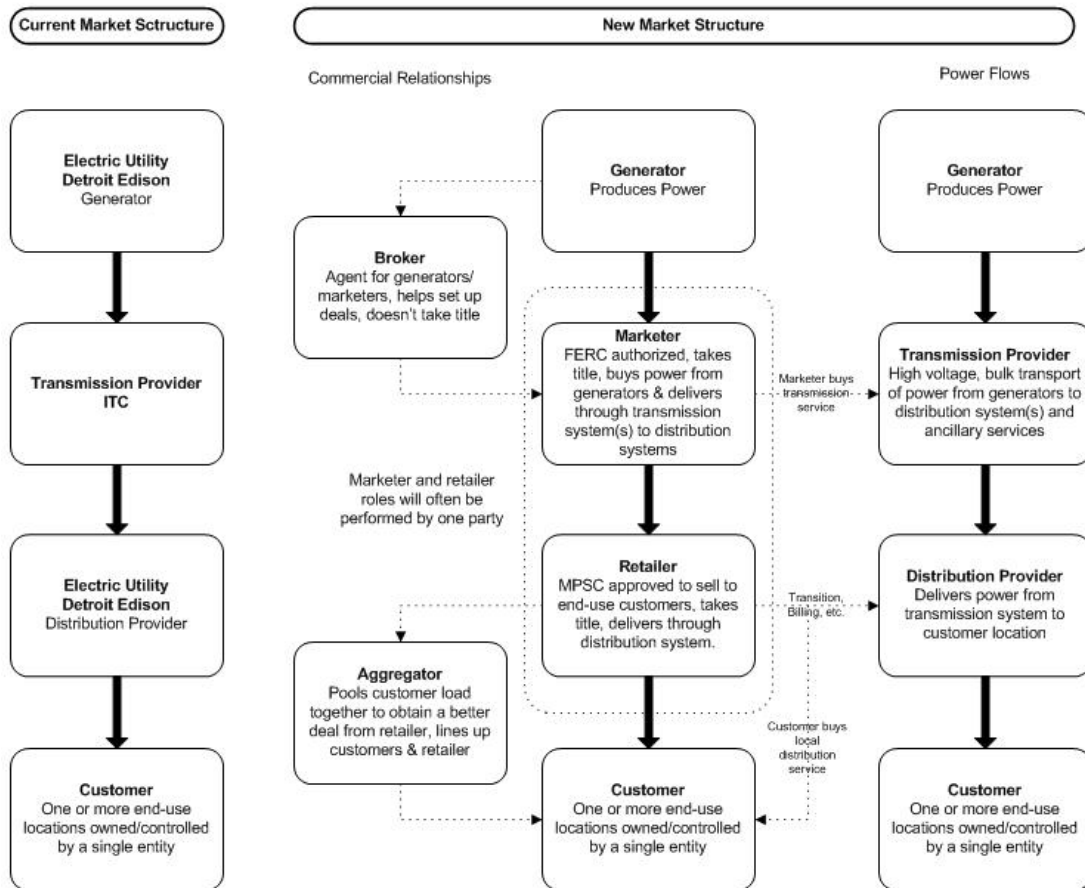 Current Market Sctructure
New Market Structure
Commercial Relationships
Power Flows
Electric Utility
Detroit Edison
Generator
Transmission Provider
ITC
Electric Utility
Detroit Edison
Distribution Provider
Customer
One or more end-use
locations owned/controlled
by a single entity
Broker
Agent for generators/
marketers, helps set up
deals, doesn't take title
Marketer and retailer
roles will often be
performed by one party
Aggregator
Pools customer load
together to obtain a better
deal from retailer, lines up
customers & retailer
Generator
Produces Power
Marketer
FERC authorized, takes
title, buys power from
generators & delivers
through transmission
system(s) to distribution
systems
Retailer
MPSC approved to sell to
end-use customers, takes
title, delivers through
distribution system.
Customer
One or more end-use
locations owned/controlled
by a single entity
Marketer buys
transmission
service
Transition,
Billing, etc.
Customer buys
local
distribution
service
Generator
Produces Power
Transmission Provider
High voltage, bulk transport
of power from generators to
distribution system(s) and
ancillary services
Distribution Provider
Delivers power from
transmission system to
customer location
Customer
One or more end-use
locations owned/controlled
by a single entity